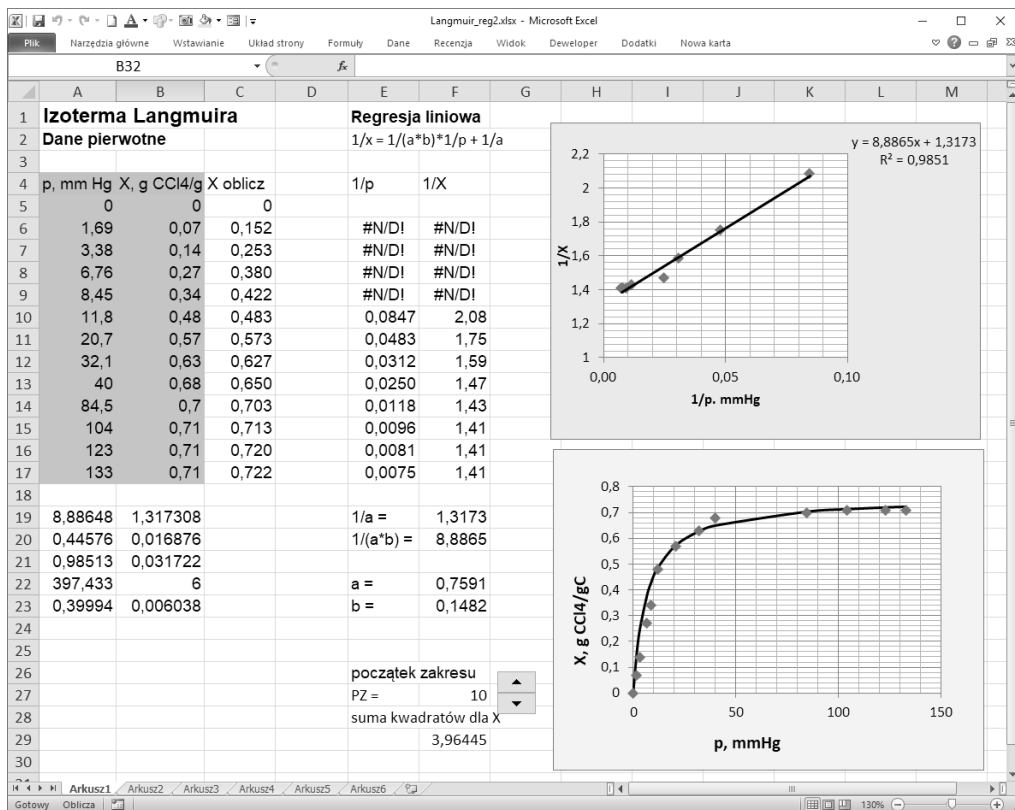 Langmuir_reg2.xlsx - Microsoft Excel
Plik Narzędzia główne Wstawianie Układ strony Formuły Dane Recenzja Widok Deweloper Dodatki Nowa karta
B32 fx
A B C D E F G H I J K L M
1 Izoterma Langmuira Regresja liniowa
2 Dane pierwotne 1/x = 1/(a*b)*1/p + 1/a
3
4 p, mm Hg X, g CCl4/g X oblicz 1/p 1/X
5 0 0 0
6 1,69 0,07 0,152 #N/D! #N/D!
7 3,38 0,14 0,253 #N/D! #N/D!
8 6,76 0,27 0,380 #N/D! #N/D!
9 8,45 0,34 0,422 #N/D! #N/D!
10 11,8 0,48 0,483 0,0847 2,08
11 20,7 0,57 0,573 0,0483 1,75
12 32,1 0,63 0,627 0,0312 1,59
13 40 0,68 0,650 0,0250 1,47
14 84,5 0,7 0,703 0,0118 1,43
15 104 0,71 0,713 0,0096 1,41
16 123 0,71 0,720 0,0081 1,41
17 133 0,71 0,722 0,0075 1,41
18
19 8,88648 1,317308 1/a = 1,3173
20 0,44576 0,016876 1/(a*b) = 8,8865
21 0,98513 0,031722
22 397,433 6 a = 0,7591
23 0,39994 0,006038 b = 0,1482
24
25
26 początek zakresu
27 PZ = 10
28 suma kwadratów dla X
29 3,96445
30
y = 8,8865x + 1,3173
R² = 0,9851
2,2
2
1,8
1,6
1,4
1,2
1
1/X
0,00 0,05 0,10
1/p. mmHg
0,8
0,7
0,6
0,5
0,4
0,3
0,2
0,1
0
X, g CCl4/gC
0 50 100 150
p, mmHg
Arkusz1 Arkusz2 Arkusz3 Arkusz4 Arkusz5 Arkusz6
Gotowy Oblicza 130%